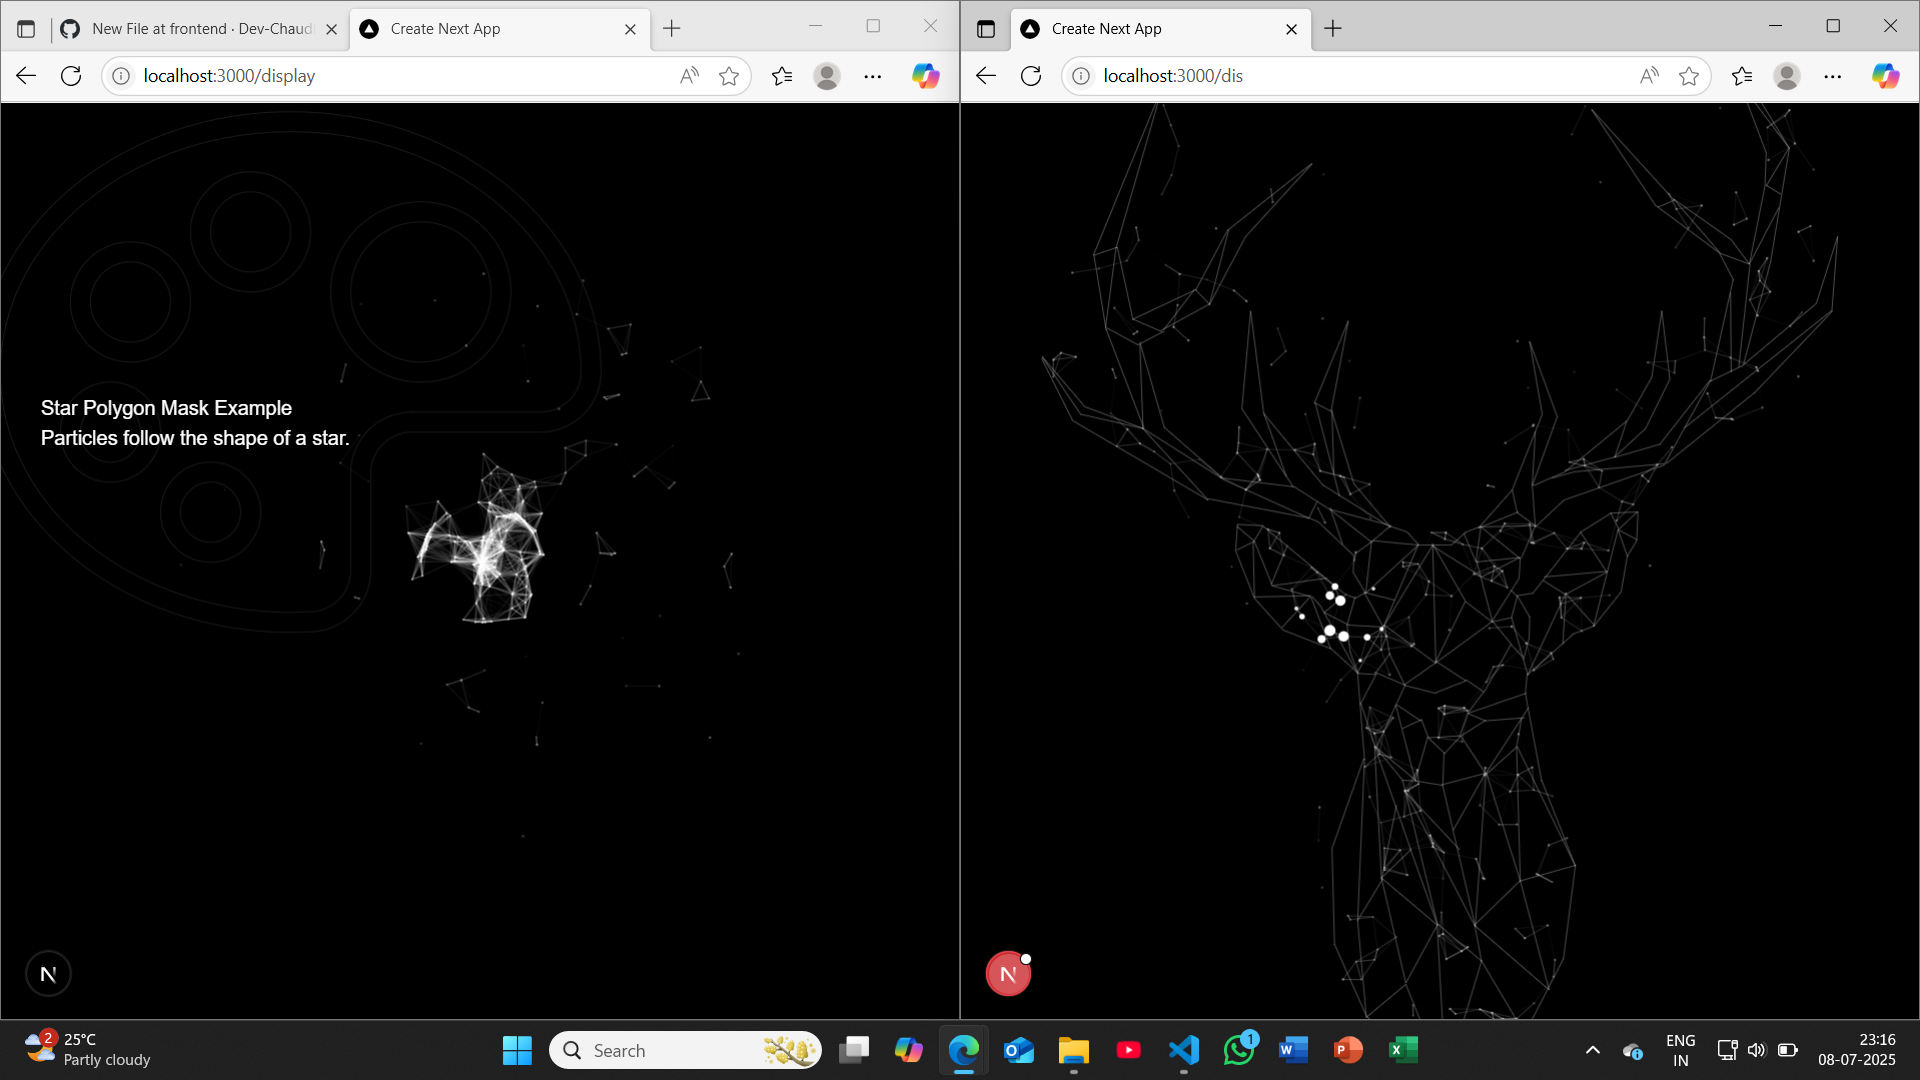 New File at frontend · Dev-Chaud
Create Next App
localhost:3000/display
Star Polygon Mask Example
Particles follow the shape of a star.
N
Create Next App
localhost:3000/dis
N
2
25°C
Partly cloudy
Search
1
ENG
IN
23:16
08-07-2025